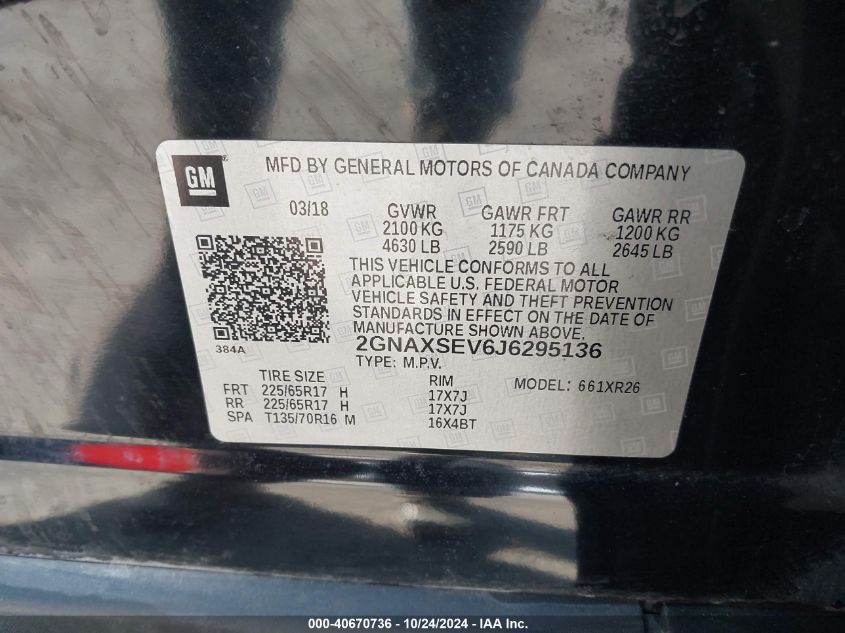 GM
MFD BY GENERAL MOTORS OF CANADA COMPANY
03/18 GVWR GAWR FRT GAWR RR
2100 KG 1175 KG 1200 KG
4630 LB 2590 LB 2645 LB
THIS VEHICLE CONFORMS TO ALL
APPLICABLE U.S. FEDERAL MOTOR
VEHICLE SAFETY AND THEFT PREVENTION
STANDARDS IN EFFECT ON THE DATE OF
MANUFACTURE SHOWN ABOVE.
384A
2GNAXSEV6J6295136
TYPE: M.P.V.
TIRE SIZE RIM MODEL: 661XR26
FRT 225/65R17 H 17X7J
RR 225/65R17 H 17X7J
SPA T135/70R16 M 16X4BT
000-40670736 - 10/24/2024 - Copyright © 2024 IAA, Inc.